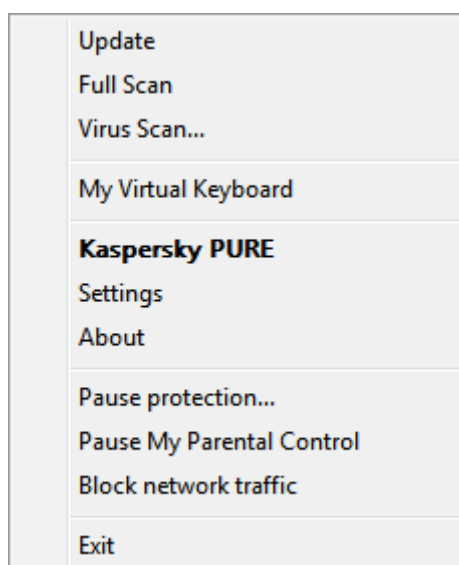 Update
Full Scan
Virus Scan...
My Virtual Keyboard
Kaspersky PURE
Settings
About
Pause protection...
Pause My Parental Control
Block network traffic
Exit